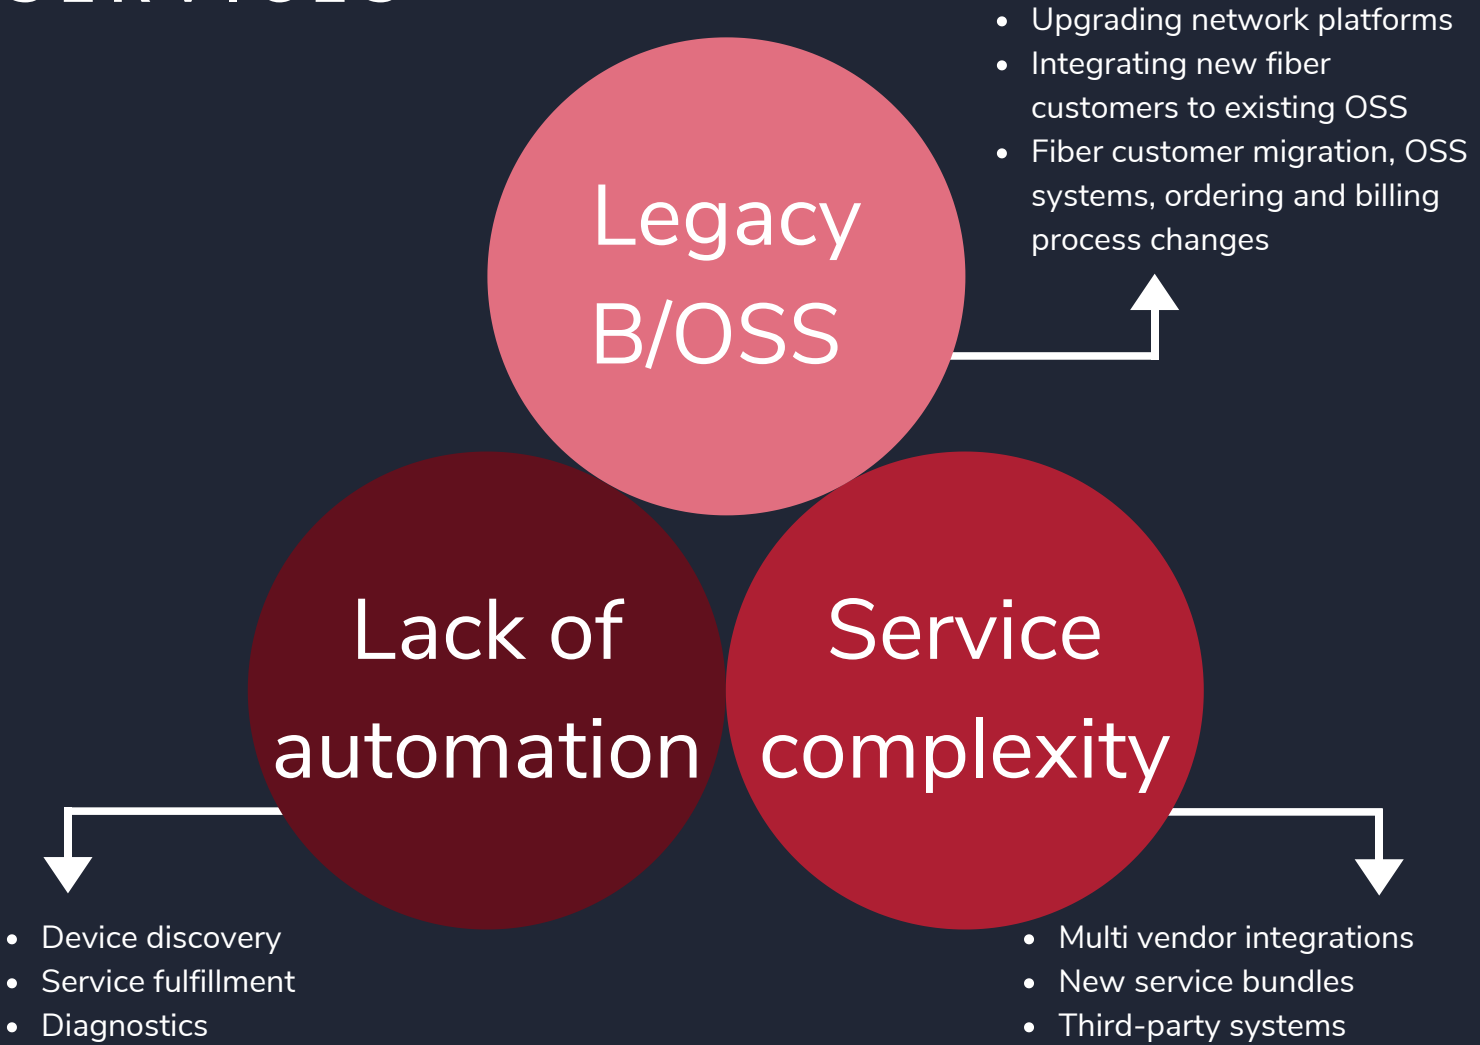 SERVICES
• Upgrading network platforms
• Integrating new fiber
customers to existing OSS
• Fiber customer migration, OSS
systems, ordering and billing
process changes
Legacy
B/OSS
Lack of
automation
Service
complexity
• Device discovery
• Service fulfillment
• Diagnostics
• Multi vendor integrations
• New service bundles
• Third-party systems